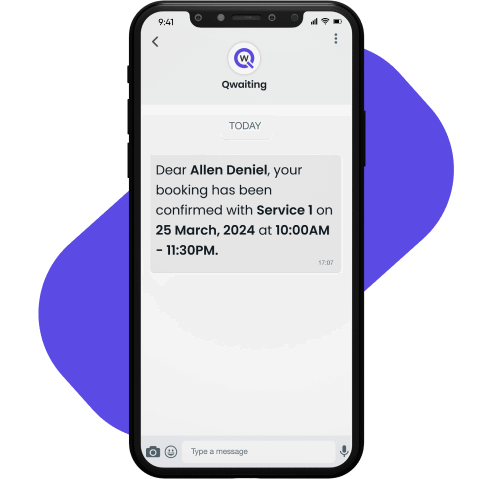 9:41
W
Qwaiting
TODAY
Dear Allen Deniel, your
booking has been
confirmed with Service 1 on
25 March, 2024 at 10:00AM
- 11:30PM.
17:07
Type a message